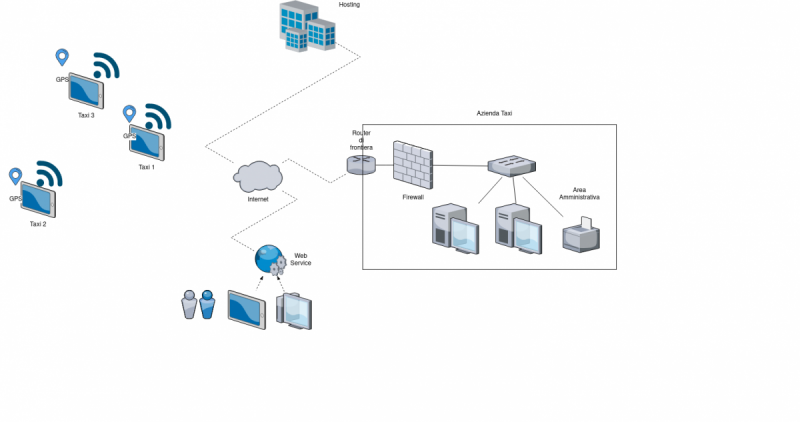 Hosting
GPS
Taxi 3
GPS
Taxi 1
GPS
Taxi 2
Internet
Azienda Taxi
Router
di
frontiera
Firewall
Area
Amministrativa
Web
Service